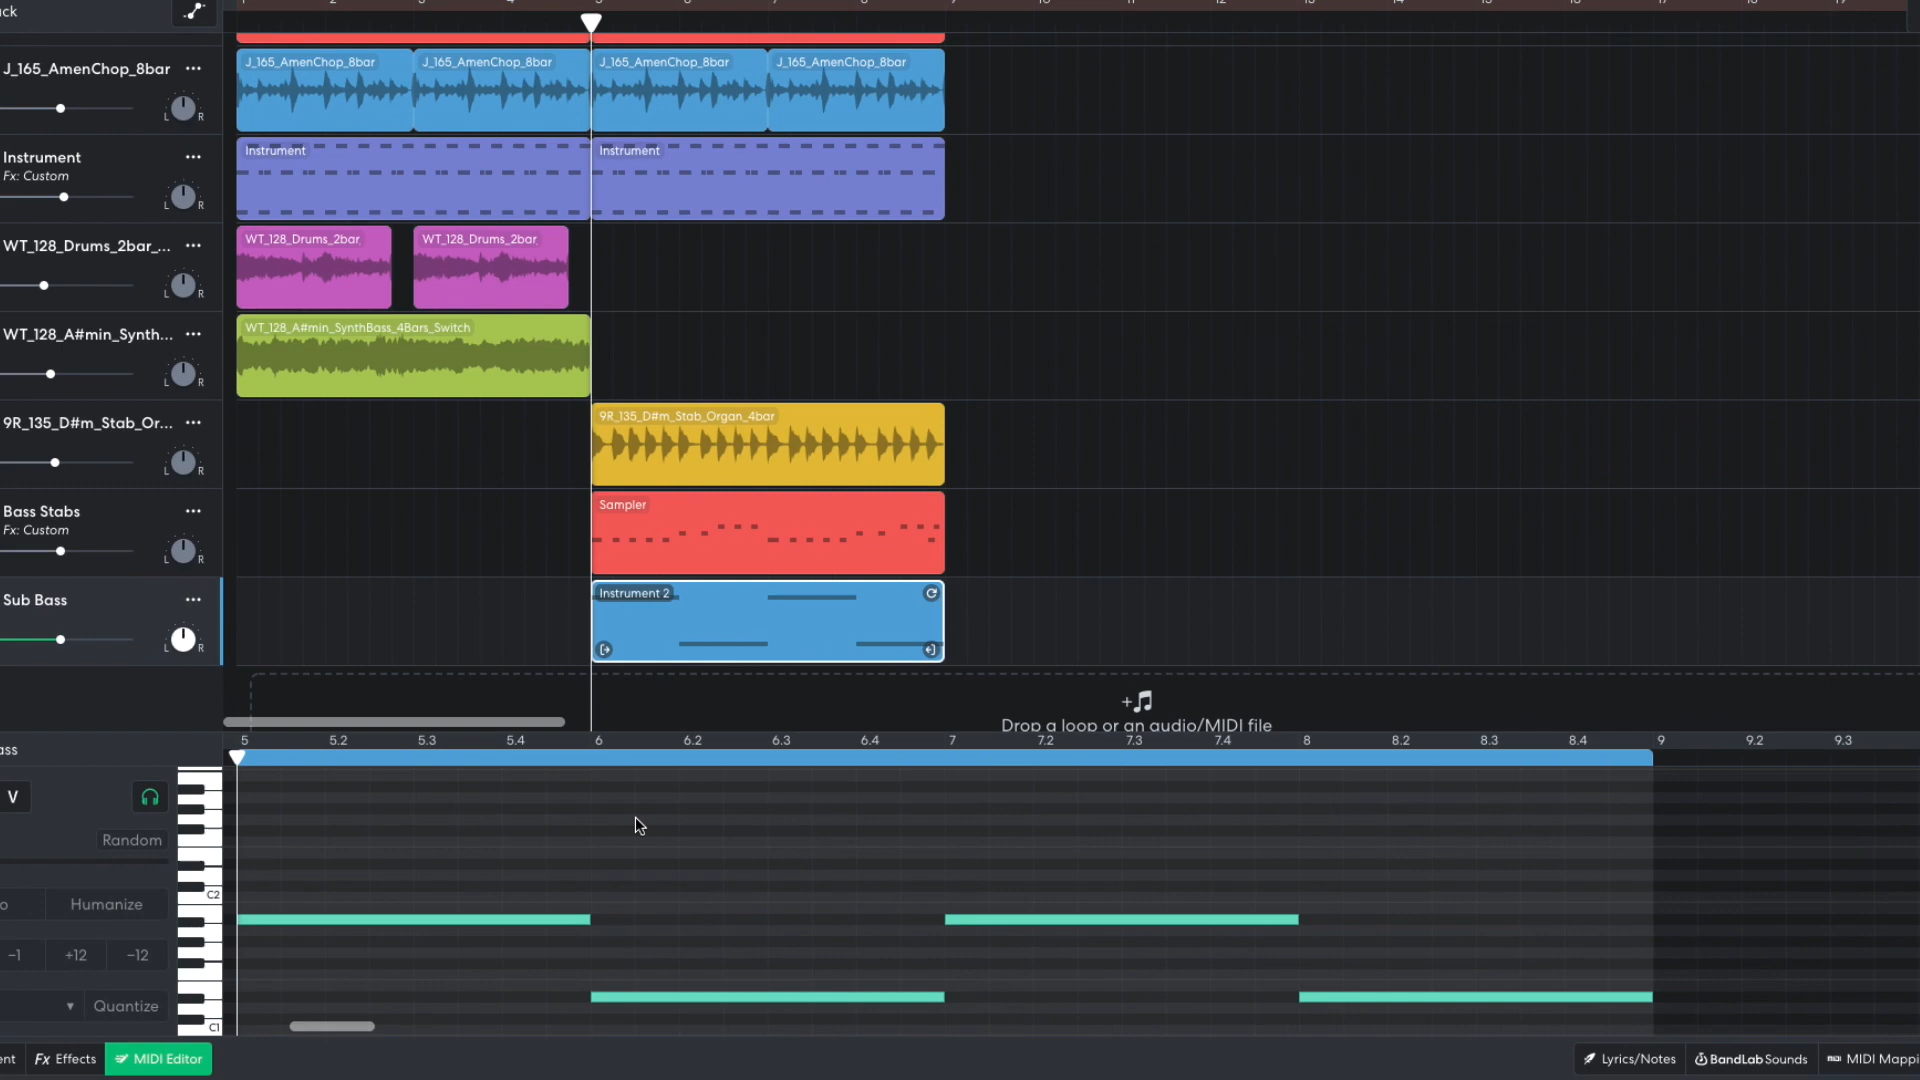 ck
J_165_AmenChop_8bar
L R
J_165_AmenChop_8bar J_165_AmenChop_8bar J_165_AmenChop_8bar J_165_AmenChop_8bar
Instrument
Fx: Custom
L R
Instrument Instrument
WT_128_Drums_2bar_...
L R
WT_128_Drums_2bar_ WT_128_Drums_2bar_
WT_128_A#min_Synth...
L R
WT_128_A#min_SynthBass_4Bars_Switch
9R_135_D#m_Stab_Or...
L R
9R_135_D#m_Stab_Organ_4bar
Bass Stabs
Fx: Custom
L R
Sampler
Sub Bass
L R
Instrument 2
+
Drop a loop or an audio/MIDI file
5 5.2 5.3 5.4 6 6.2 6.3 6.4 7 7.2 7.3 7.4 8 8.2 8.3 8.4 9 9.2 9.3
ass
V
Random
C2
o Humanize
-1 +12 -12
Quantize
C1
ent Fx Effects MIDI Editor Lyrics/Notes BandLab Sounds MIDI Mappi